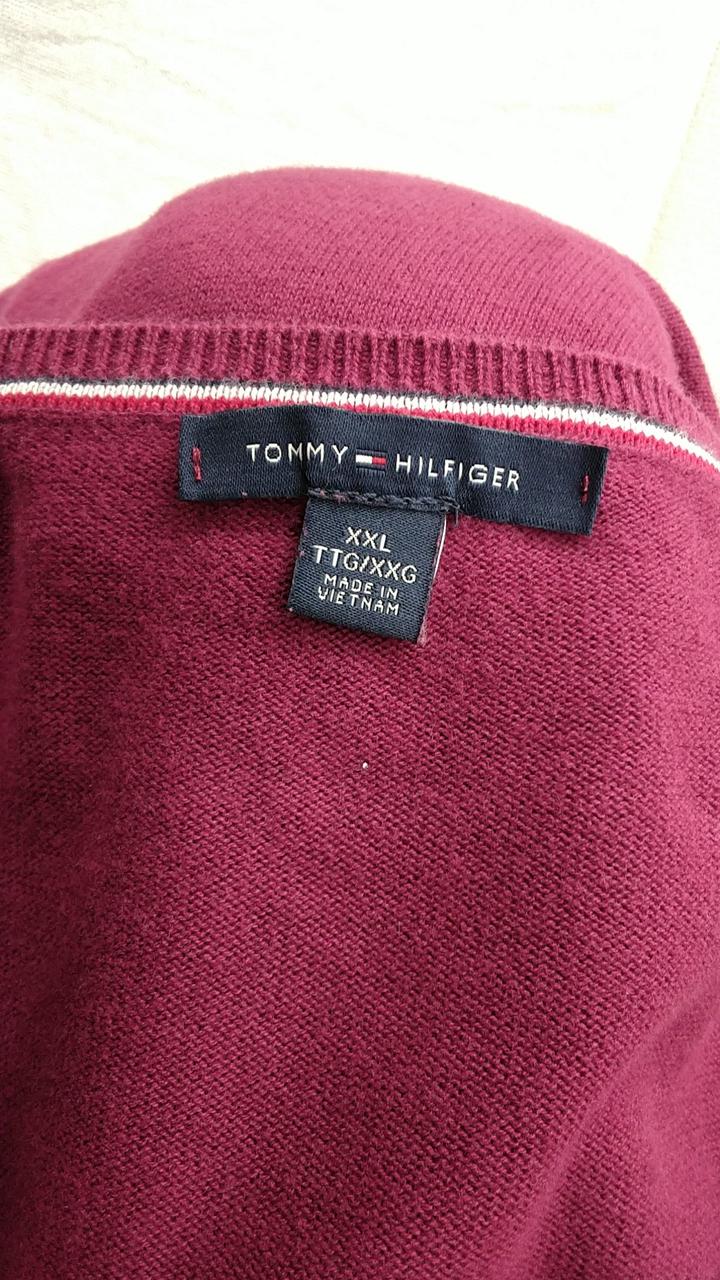 TOMMY HILFIGER
XXL
TTG/XXG
MADE IN
VIETNAM